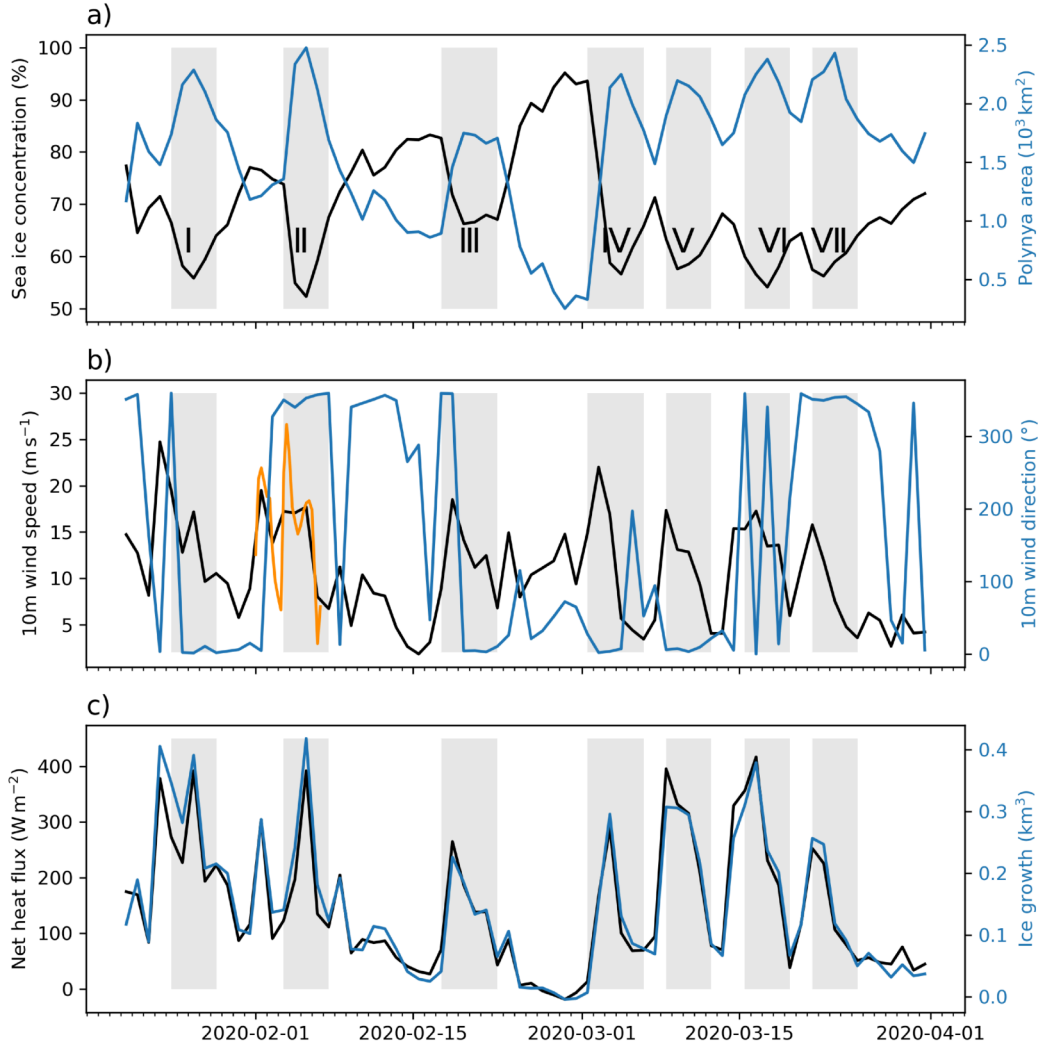 a)
100
90
80
70
60
50
Sea ice concentration (%)
I
II
III
IV
V
VI
VII
2.5
2.0
1.5
1.0
0.5
Polynya area (10³ km²)
b)
30
25
20
15
10
5
10m wind speed (m s⁻¹)
300
200
100
0
10m wind direction (°)
c)
400
300
200
100
0
Net heat flux (W m⁻²)
0.4
0.3
0.2
0.1
0.0
Ice growth (km³)
2020-02-01 2020-02-15 2020-03-01 2020-03-15 2020-04-01